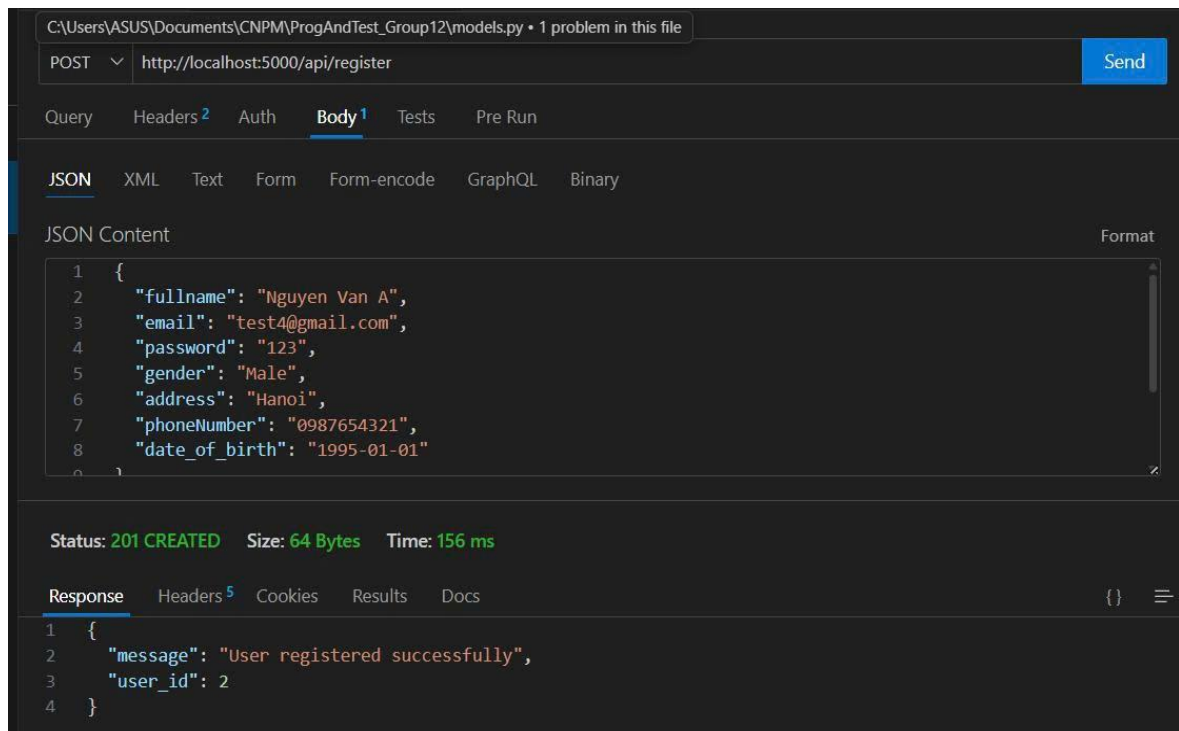 C:\Users\ASUS\Documents\CNPM\ProgAndTest_Group12\models.py • 1 problem in this file
POST http://localhost:5000/api/register Send
Query Headers 2 Auth Body 1 Tests Pre Run
JSON XML Text Form Form-encode GraphQL Binary
JSON Content Format
1 {
2 "fullname": "Nguyen Van A",
3 "email": "test4@gmail.com",
4 "password": "123",
5 "gender": "Male",
6 "address": "Hanoi",
7 "phoneNumber": "0987654321",
8 "date_of_birth": "1995-01-01"
9 }
Status: 201 CREATED Size: 64 Bytes Time: 156 ms
Response Headers 5 Cookies Results Docs {}
1 {
2 "message": "User registered successfully",
3 "user_id": 2
4 }